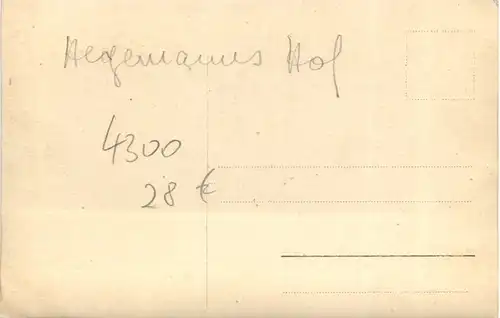 Hegemanns Hof
4300
28 €